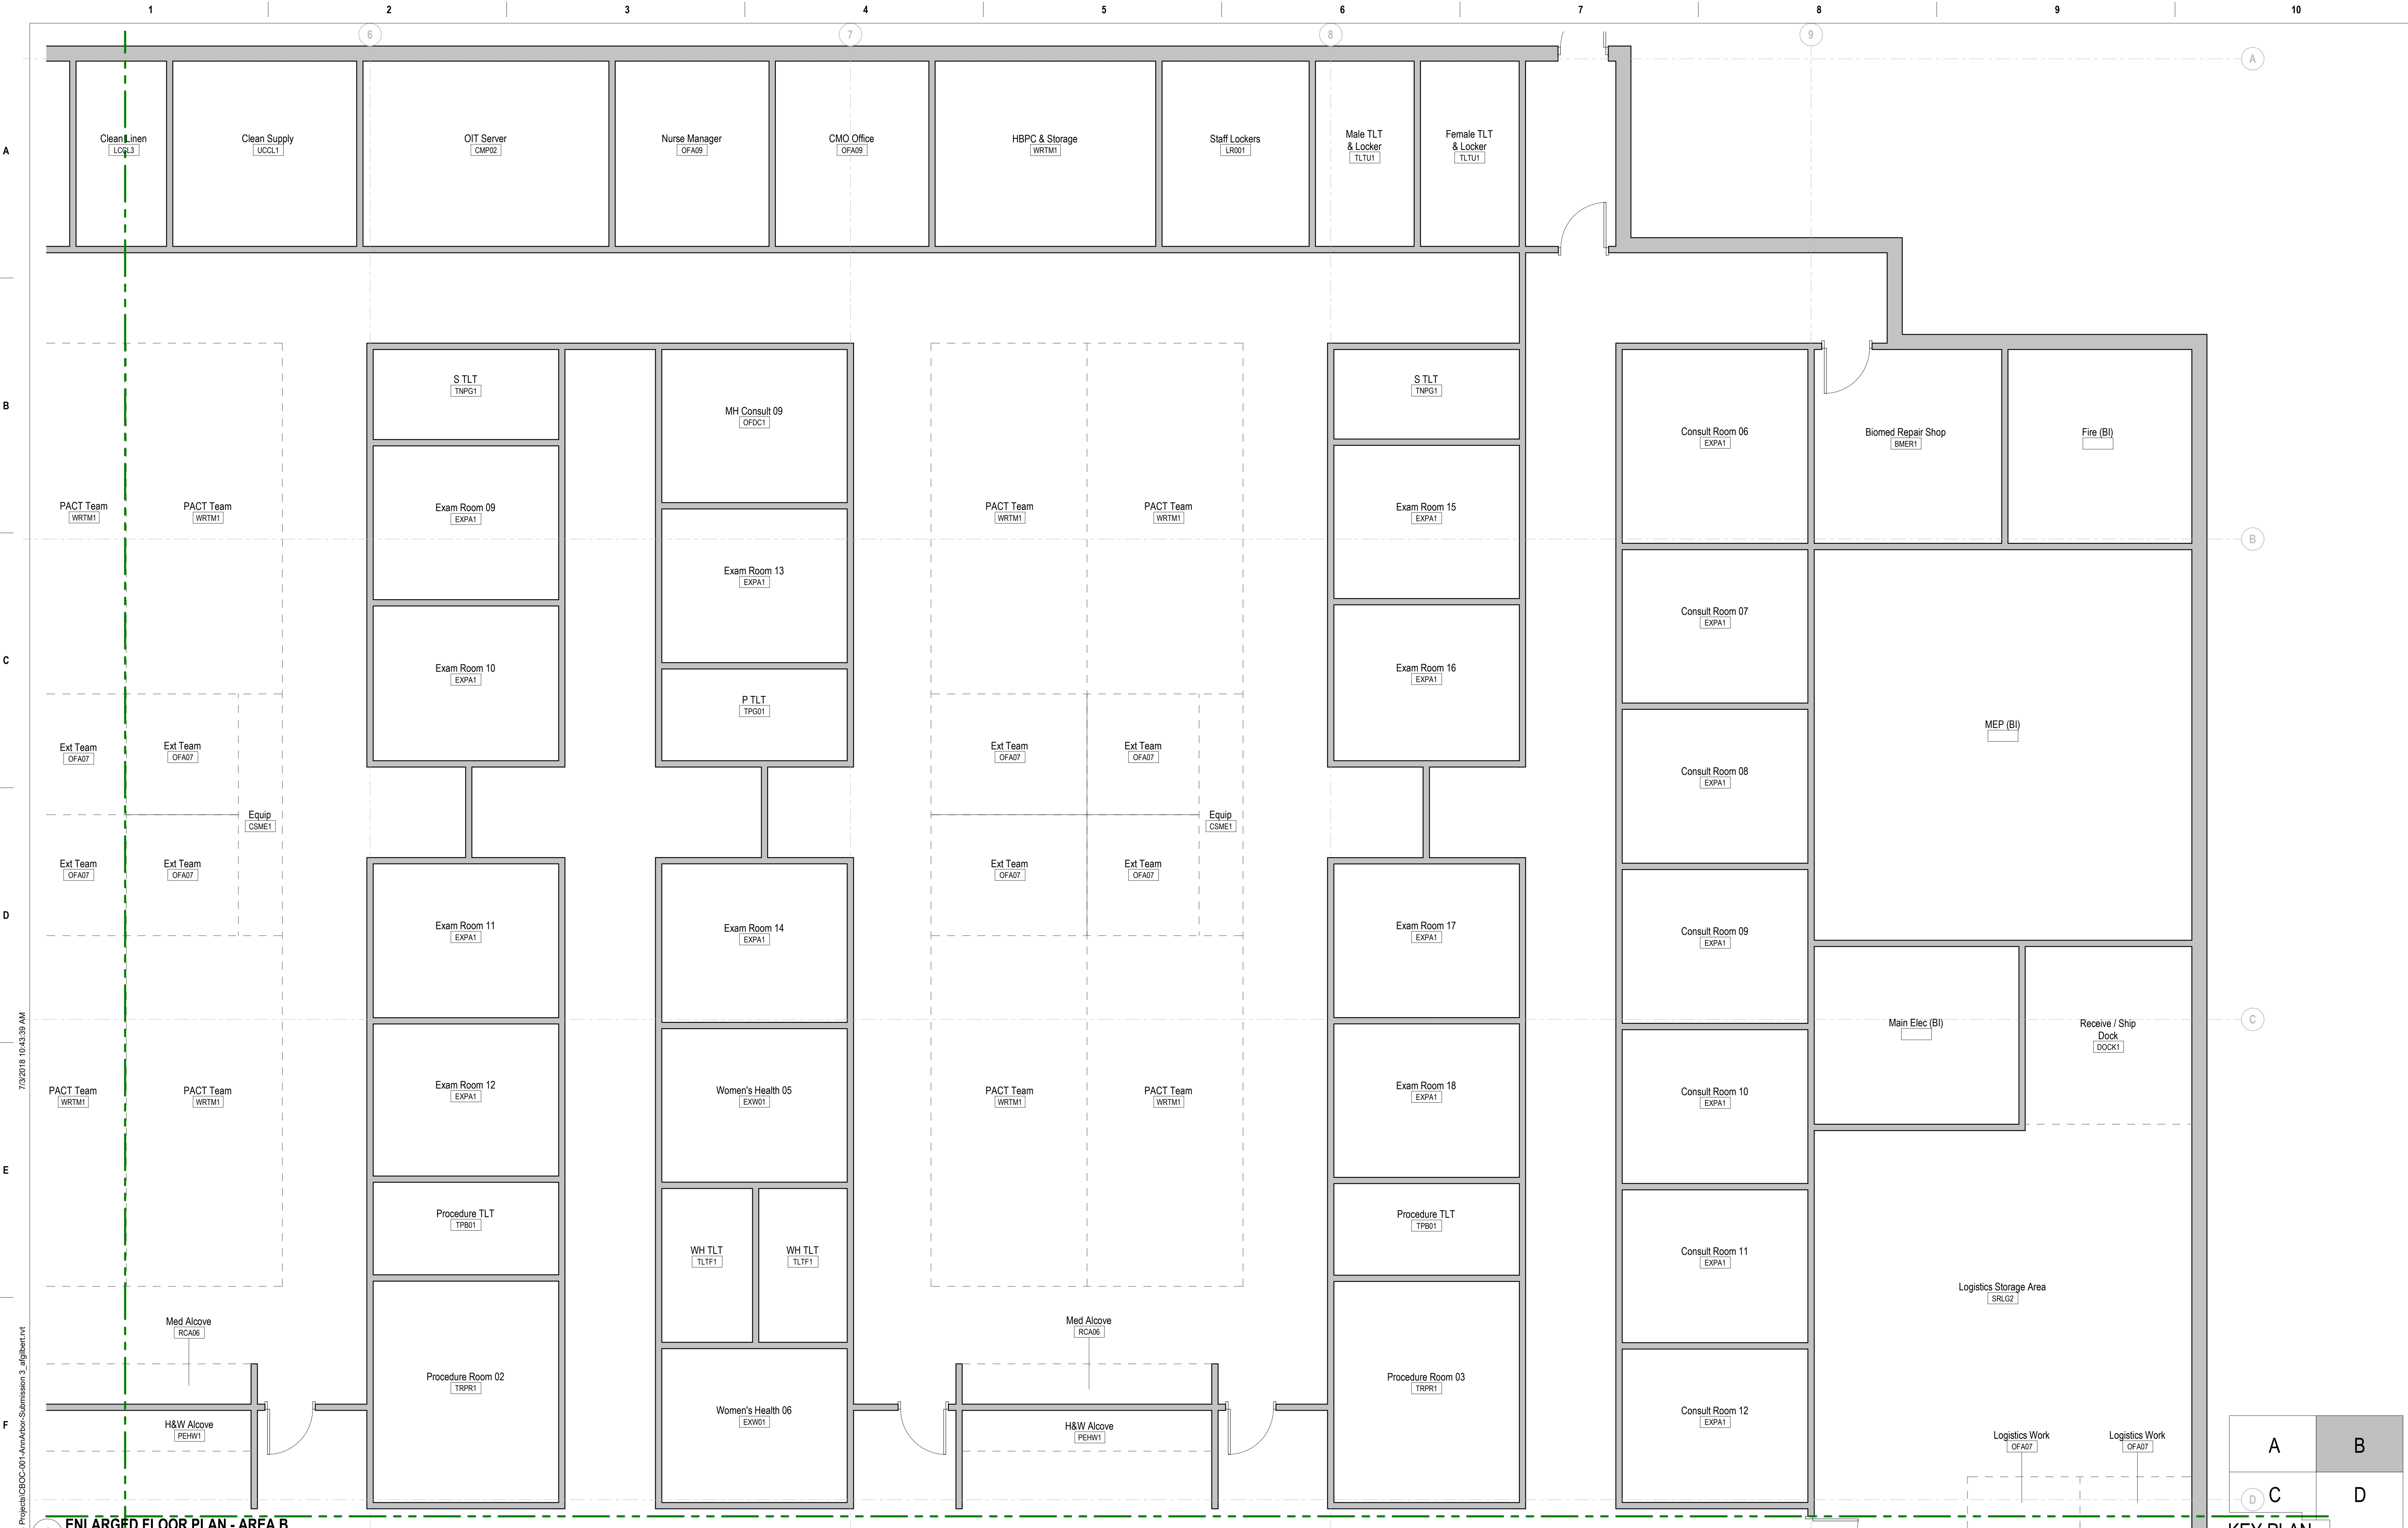 1 2 3 4 5 6 7 8 9 10
6 7 8 9
A
A
Clean Linen
LCCL3
Clean Supply
UCCL1
OIT Server
CMP02
Nurse Manager
OFA09
CMO Office
OFA09
HBPC & Storage
WRTM1
Staff Lockers
LR001
Male TLT
& Locker
TLTU1
Female TLT
& Locker
TLTU1
B
S TLT
TNPG1
MH Consult 09
OFDC1
S TLT
TNPG1
Consult Room 06
EXPA1
Biomed Repair Shop
BMER1
Fire (BI)
PACT Team
WRTM1
PACT Team
WRTM1
Exam Room 09
EXPA1
PACT Team
WRTM1
PACT Team
WRTM1
Exam Room 15
EXPA1
B
Exam Room 13
EXPA1
Consult Room 07
EXPA1
C
Exam Room 10
EXPA1
P TLT
TPG01
Exam Room 16
EXPA1
MEP (BI)
Ext Team
OFA07
Ext Team
OFA07
Ext Team
OFA07
Ext Team
OFA07
Consult Room 08
EXPA1
Equip
CSME1
Equip
CSME1
Ext Team
OFA07
Ext Team
OFA07
Ext Team
OFA07
Ext Team
OFA07
D
Exam Room 11
EXPA1
Exam Room 14
EXPA1
Exam Room 17
EXPA1
Consult Room 09
EXPA1
C
Main Elec (BI)
Receive / Ship
Dock
DOCK1
7/3/2018 10:43:39 AM
PACT Team
WRTM1
PACT Team
WRTM1
Exam Room 12
EXPA1
Women's Health 05
EXW01
PACT Team
WRTM1
PACT Team
WRTM1
Exam Room 18
EXPA1
Consult Room 10
EXPA1
E
Procedure TLT
TPB01
WH TLT
TLTF1
WH TLT
TLTF1
Procedure TLT
TPB01
Consult Room 11
EXPA1
Logistics Storage Area
SRLG2
Med Alcove
RCA06
Med Alcove
RCA06
Procedure Room 02
TRPR1
Women's Health 06
EXW01
Procedure Room 03
TRPR1
Consult Room 12
EXPA1
F
H&W Alcove
PEHW1
H&W Alcove
PEHW1
Logistics Work
OFA07
Logistics Work
OFA07
A B
C D
D
Projects\CBOC-001-AnnArbor-Submission 3_afgilbert.rvt
ENLARGED FLOOR PLAN - AREA B
KEY PLAN